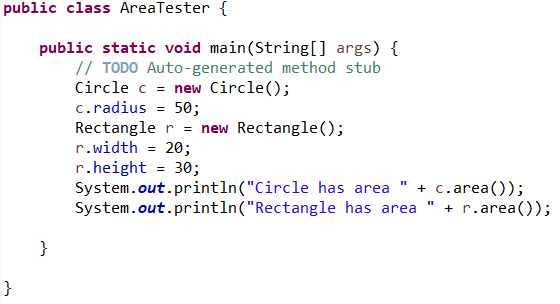 public class AreaTester {
public static void main(String[] args) {
// TODO Auto-generated method stub
Circle c = new Circle();
c.radius = 50;
Rectangle r = new Rectangle();
r.width = 20;
r.height = 30;
System.out.println("Circle has area " + c.area());
System.out.println("Rectangle has area " + r.area());
}
}